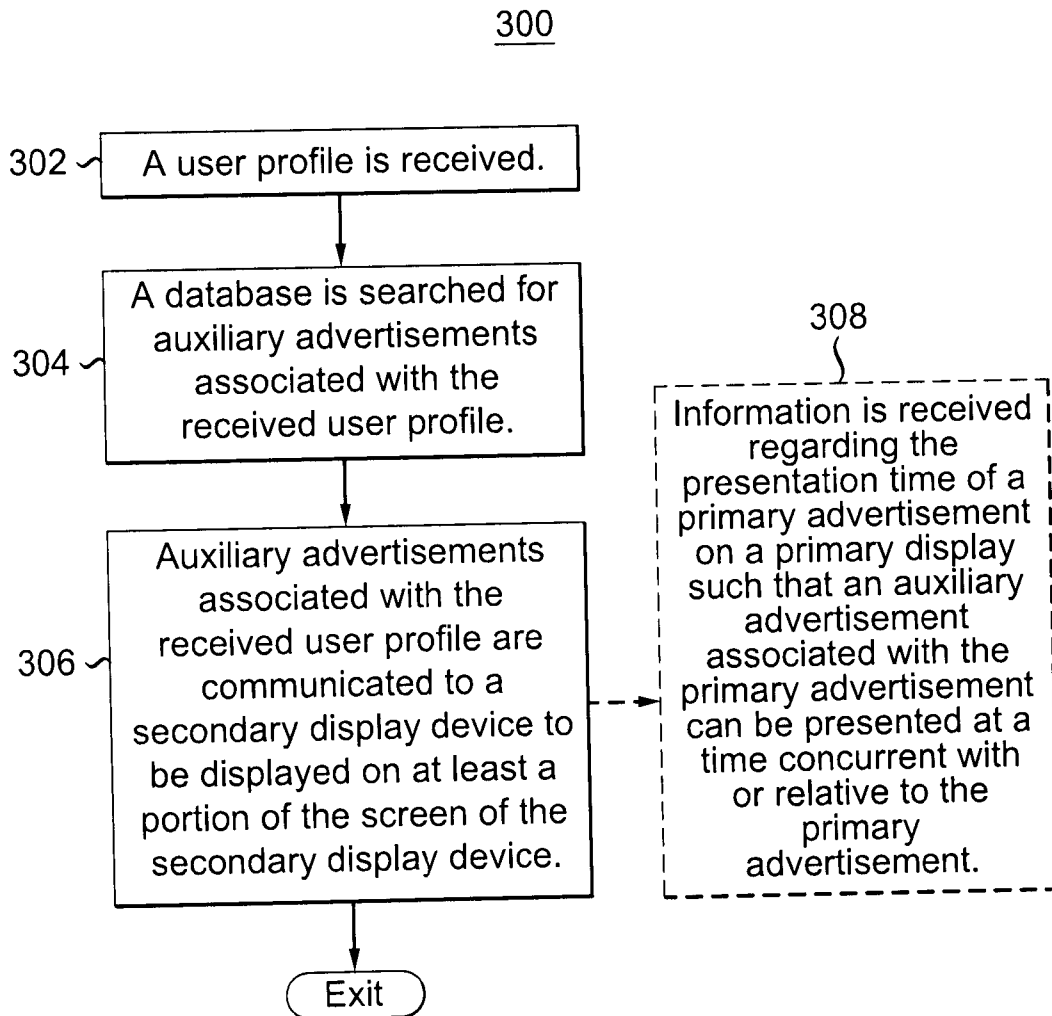 300
302
A user profile is received.
304
A database is searched for
auxiliary advertisements
associated with the
received user profile.
306
Auxiliary advertisements
associated with the
received user profile are
communicated to a
secondary display device to
be displayed on at least a
portion of the screen of the
secondary display device.
308
Information is received
regarding the
presentation time of a
primary advertisement
on a primary display
such that an auxiliary
advertisement
associated with the
primary advertisement
can be presented at a
time concurrent with
or relative to the
primary
advertisement.
Exit